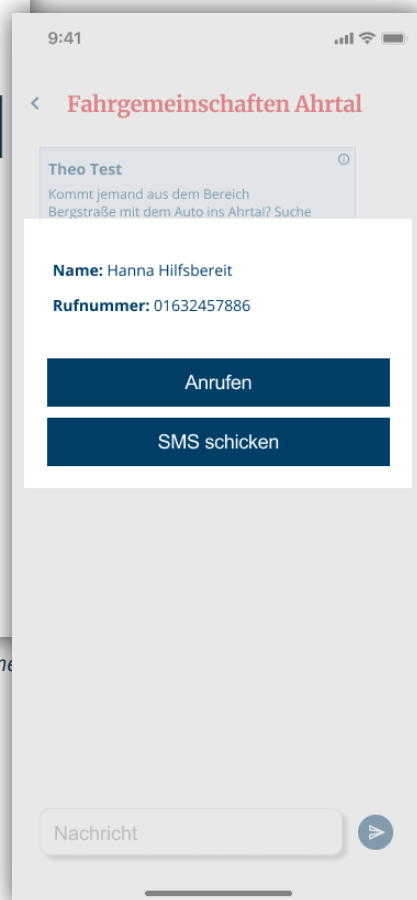 9:41
Fahrgemeinschaften Ahrtal
Theo Test
Kommt jemand aus dem Bereich
Bergstraße mit dem Auto ins Ahrtal? Suche
Name: Hanna Hilfsbereit
Rufnummer: 01632457886
Anrufen
SMS schicken
Nachricht